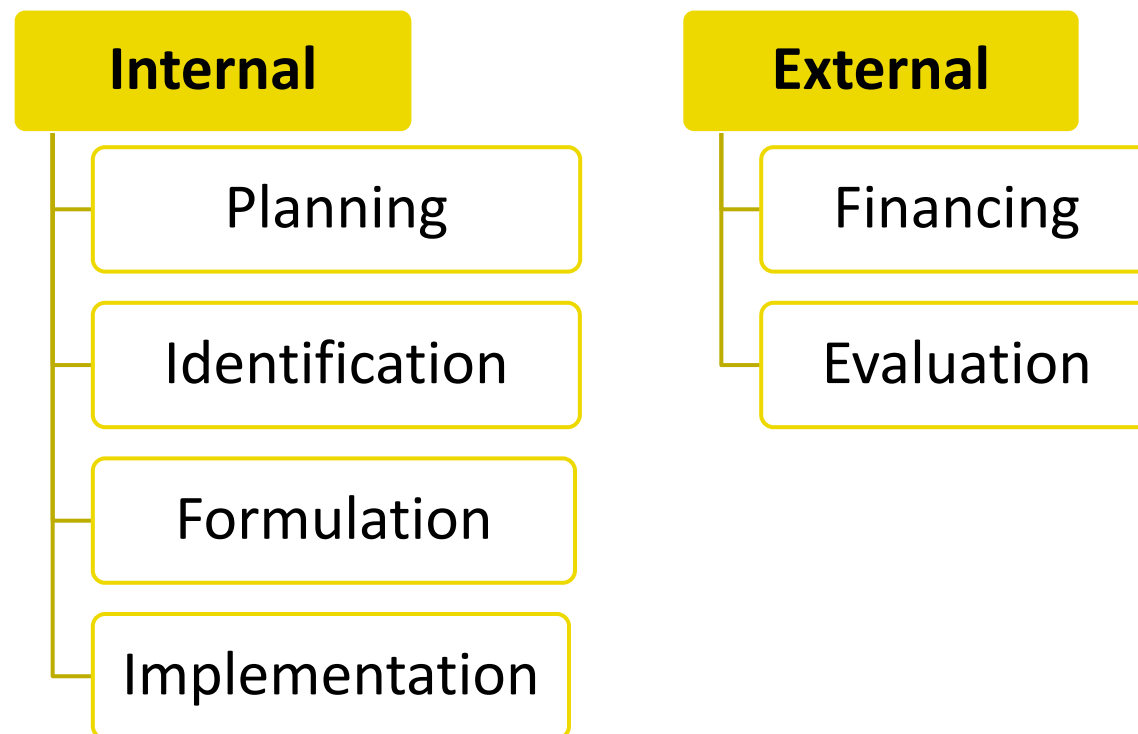 Internal
Planning
Identification
Formulation
Implementation
External
Financing
Evaluation